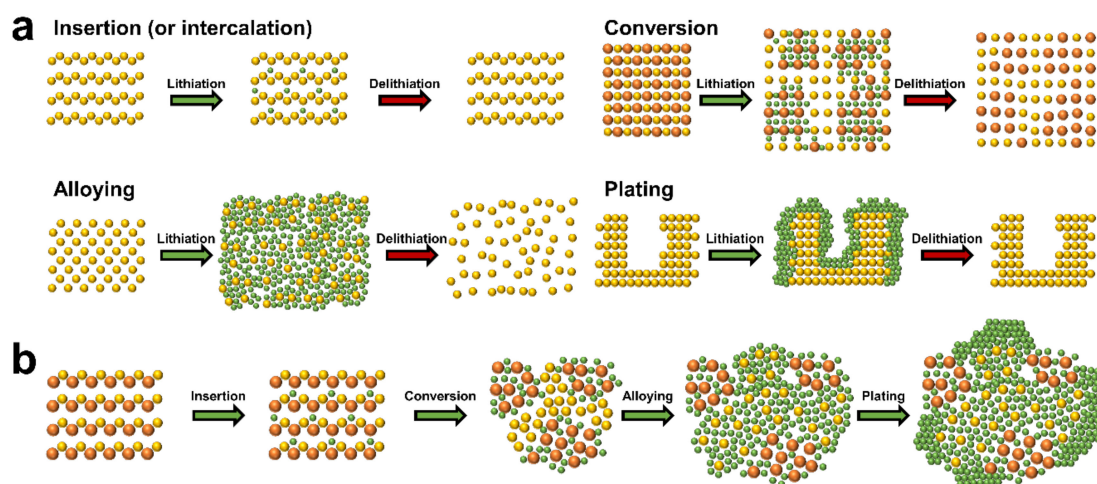 a
Insertion (or intercalation)
Conversion
Lithiation
Delithiation
Lithiation
Delithiation
Alloying
Plating
Lithiation
Delithiation
Lithiation
Delithiation
b
Insertion
Conversion
Alloying
Plating